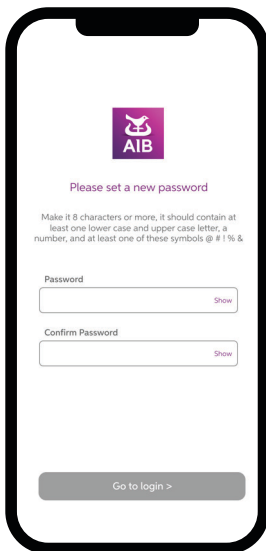 AIB
Please set a new password
Make it 8 characters or more, it should contain at
least one lower case and upper case letter, a
number, and at least one of these symbols @ # ! % &
Password
Show
Confirm Password
Show
Go to login >